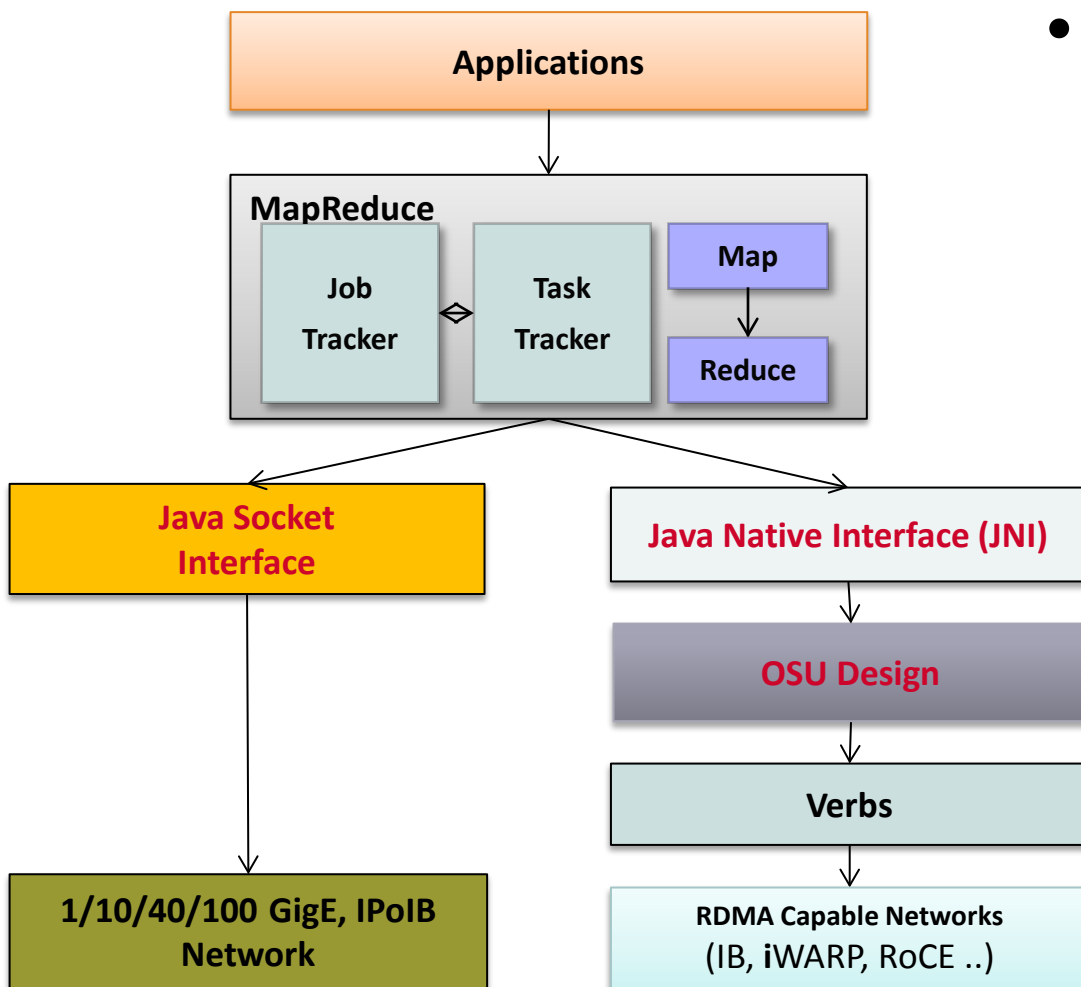 Applications
MapReduce
Job
Tracker
Task
Tracker
Map
Reduce
Java Socket
Interface
Java Native Interface (JNI)
OSU Design
Verbs
1/10/40/100 GigE, IPoIB
Network
RDMA Capable Networks
(IB, iWARP, RoCE ..)